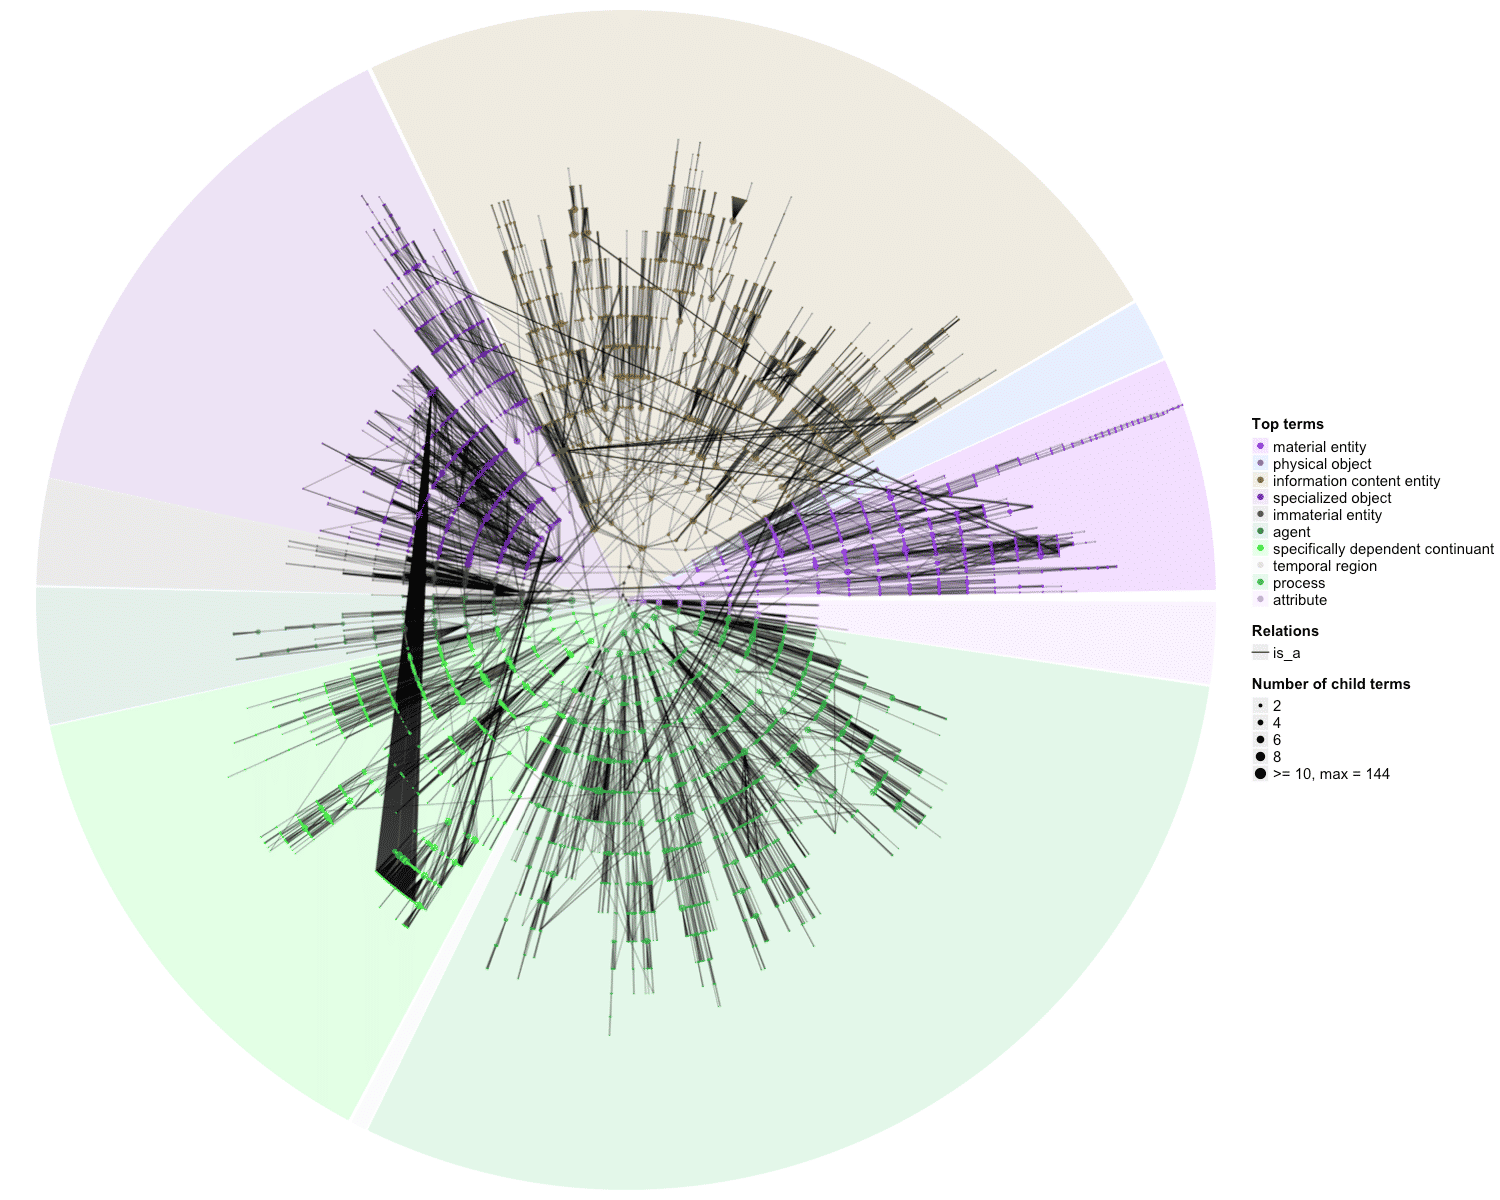 Top terms
material entity
physical object
information content entity
specialized object
immaterial entity
agent
specifically dependent continuant
temporal region
process
attribute
Relations
is_a
Number of child terms
2
4
6
8
>= 10, max = 144